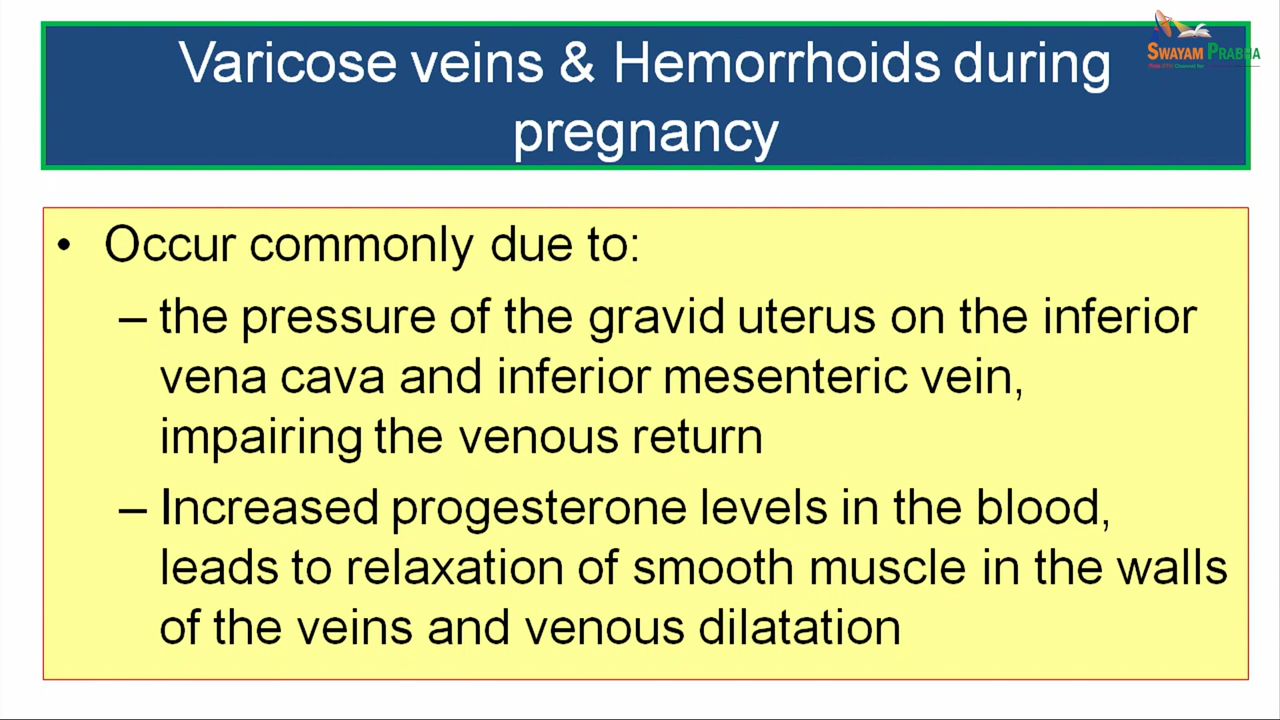 SWAYAM PRABHA
Varicose veins & Hemorrhoids during
pregnancy
• Occur commonly due to:
– the pressure of the gravid uterus on the inferior
vena cava and inferior mesenteric vein,
impairing the venous return
– Increased progesterone levels in the blood,
leads to relaxation of smooth muscle in the walls
of the veins and venous dilatation